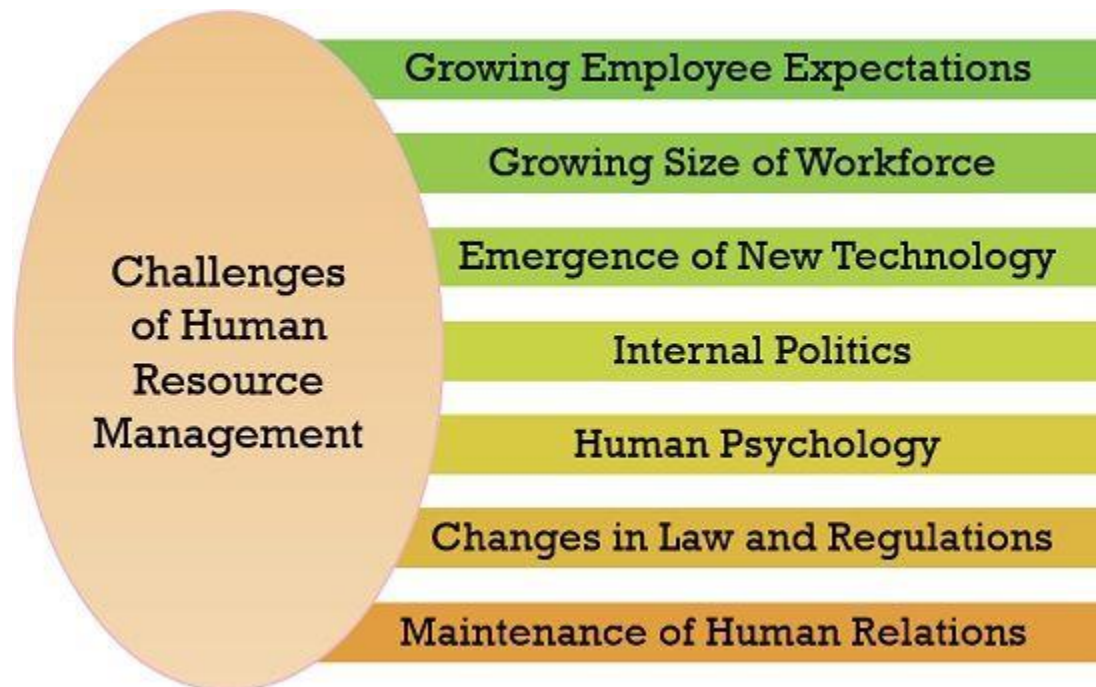 Challenges
of Human
Resource
Management
Growing Employee Expectations
Growing Size of Workforce
Emergence of New Technology
Internal Politics
Human Psychology
Changes in Law and Regulations
Maintenance of Human Relations